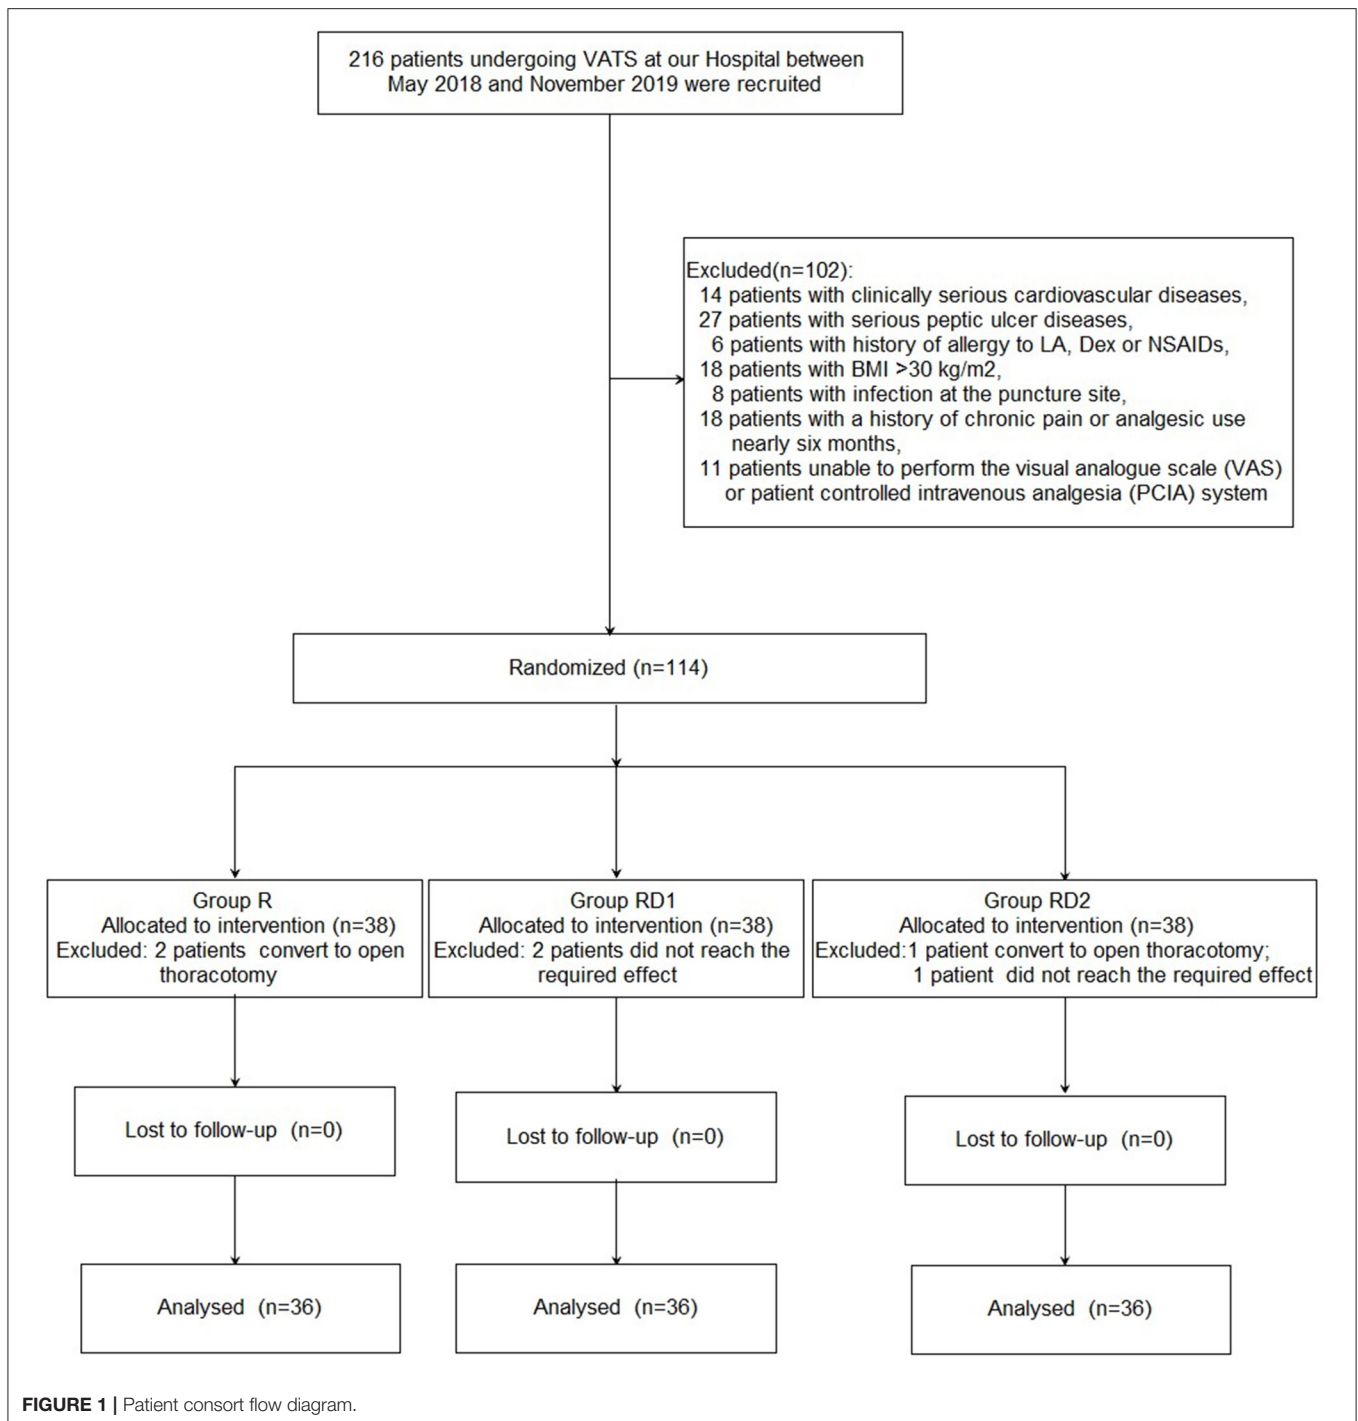 216 patients undergoing VATS at our Hospital between
May 2018 and November 2019 were recruited
Excluded(n=102):
14 patients with clinically serious cardiovascular diseases,
27 patients with serious peptic ulcer diseases,
6 patients with history of allergy to LA, Dex or NSAIDs,
18 patients with BMI >30 kg/m2,
8 patients with infection at the puncture site,
18 patients with a history of chronic pain or analgesic use
nearly six months,
11 patients unable to perform the visual analogue scale (VAS)
or patient controlled intravenous analgesia (PCIA) system
Randomized (n=114)
Group R
Allocated to intervention (n=38)
Excluded: 2 patients convert to open
thoracotomy
Group RD1
Allocated to intervention (n=38)
Excluded: 2 patients did not reach the
required effect
Group RD2
Allocated to intervention (n=38)
Excluded:1 patient convert to open thoracotomy;
1 patient did not reach the required effect
Lost to follow-up (n=0)
Lost to follow-up (n=0)
Lost to follow-up (n=0)
Analysed (n=36)
Analysed (n=36)
Analysed (n=36)
FIGURE 1 | Patient consort flow diagram.